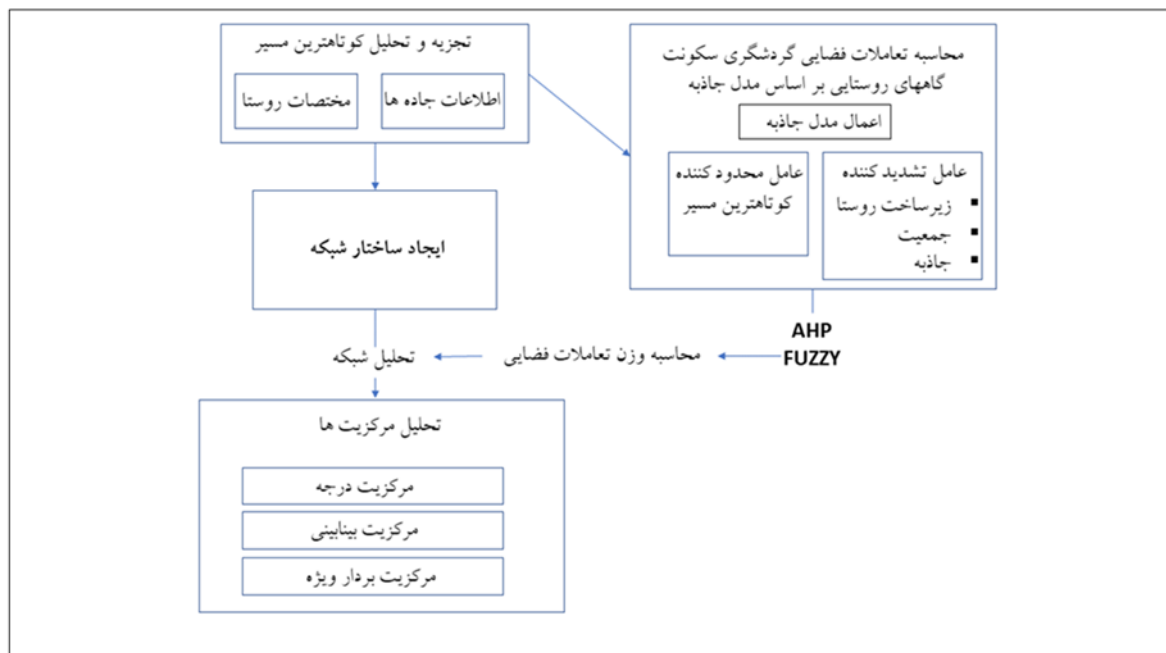 تجزیه و تحلیل کوتاهترین مسیر
اطلاعات جاده ها
مختصات روستا
محاسبه تعاملات فضایی گردشگری سکونت
گاههای روستایی بر اساس مدل جاذبه
اعمال مدل جاذبه
عامل تشدید کننده
▪ زیرساخت روستا
▪ جمعیت
▪ جاذبه
عامل محدود کننده
کوتاهترین مسیر
ایجاد ساختار شبکه
AHP
FUZZY
محاسبه وزن تعاملات فضایی
تحلیل شبکه
تحلیل مرکزیت ها
مرکزیت درجه
مرکزیت بینابینی
مرکزیت بردار ویژه